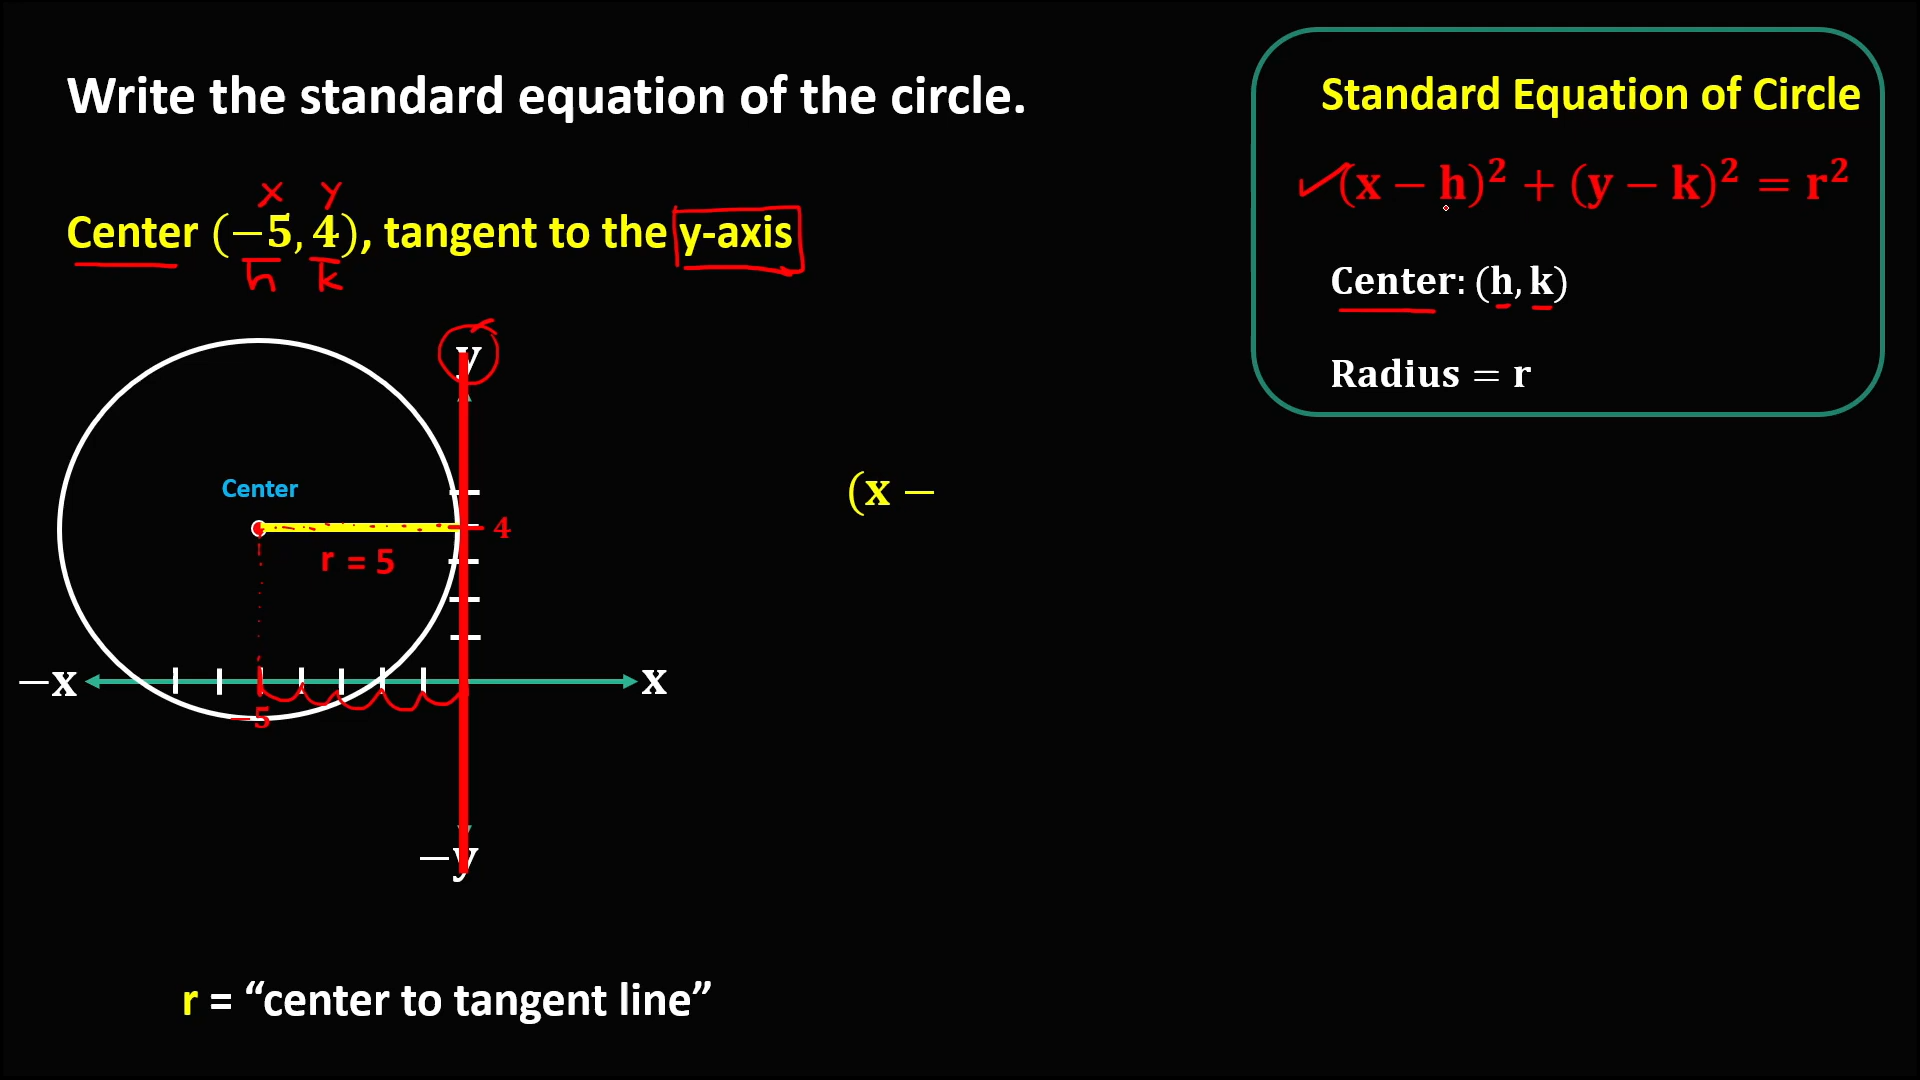 Write the standard equation of the circle.
x y
Center (−5, 4), tangent to the y-axis
h k
Standard Equation of Circle
(x − h)² + (y − k)² = r²
Center: (h, k)
Radius = r
y
Center
4
r = 5
(x −
−x
x
−5
−y
r = “center to tangent line”